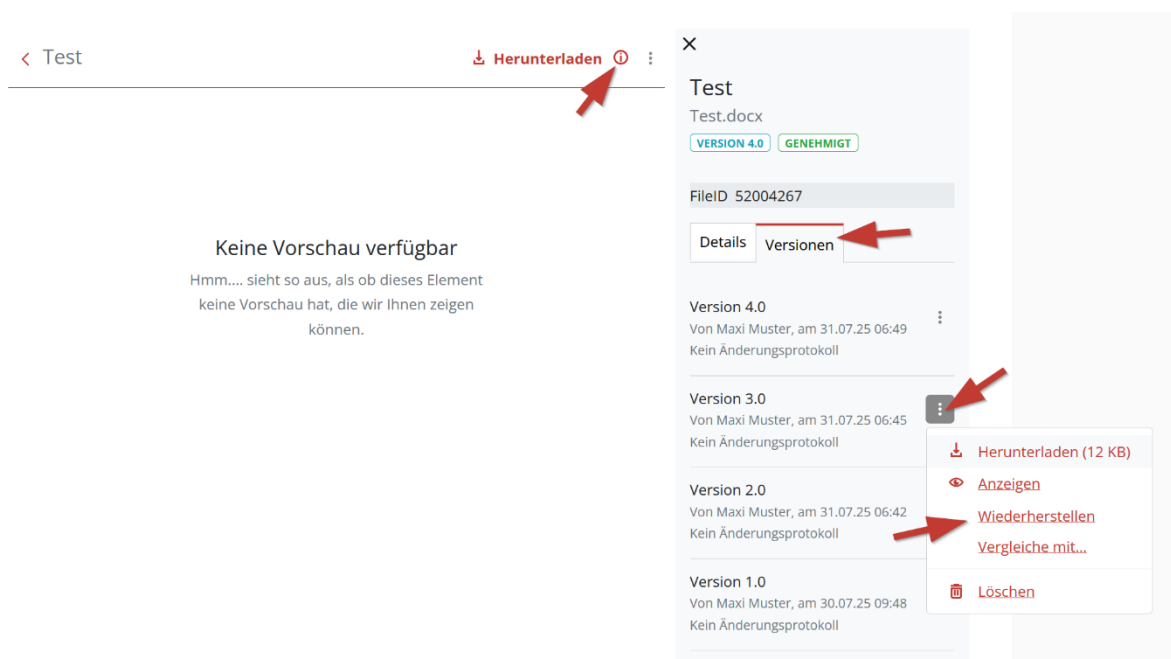 Test
Herunterladen
Keine Vorschau verfügbar
Hmm.... sieht so aus, als ob dieses Element
keine Vorschau hat, die wir Ihnen zeigen
können.
Test
Test.docx
VERSION 4.0 GENEHMIGT
FileID 52004267
Details Versionen
Version 4.0
Von Maxi Muster, am 31.07.25 06:49
Kein Änderungsprotokoll
Version 3.0
Von Maxi Muster, am 31.07.25 06:45
Kein Änderungsprotokoll
Version 2.0
Von Maxi Muster, am 31.07.25 06:42
Kein Änderungsprotokoll
Version 1.0
Von Maxi Muster, am 30.07.25 09:48
Kein Änderungsprotokoll
Herunterladen (12 KB)
Anzeigen
Wiederherstellen
Vergleiche mit...
Löschen